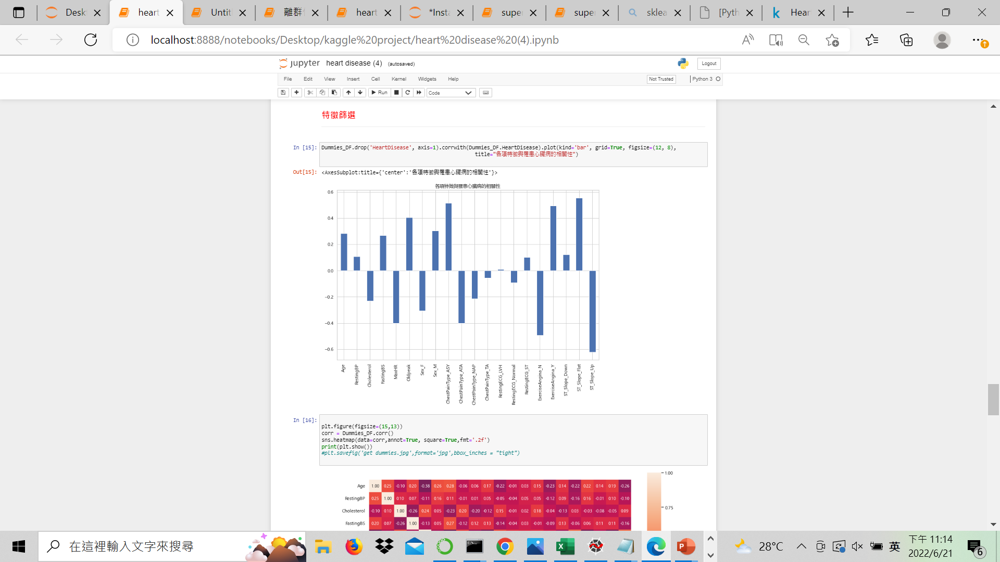 Desk
heart
Untit
離群
heart
*Insta
super
super
sklea
[Pyth
Hear
localhost:8888/notebooks/Desktop/kaggle%20project/heart%20disease%20(4).ipynb
jupyter heart disease (4) (autosaved)
Logout
File Edit View Insert Cell Kernel Widgets Help
Not Trusted
Python 3
Run
Code
特徵篩選
In [15]:
Dummies_DF.drop('HeartDisease', axis=1).corrwith(Dummies_DF.HeartDisease).plot(kind='bar', grid=True, figsize=(12, 8),
title="各項特徵與罹患心臟病的相關性")
Out[15]:
<AxesSubplot:title={'center':'各項特徵與罹患心臟病的相關性'}>
各項特徵與罹患心臟病的相關性
0.6
0.4
0.2
0.0
−0.2
−0.4
−0.6
Age
RestingBP
Cholesterol
FastingBS
MaxHR
Oldpeak
Sex_F
Sex_M
ChestPainType_ASY
ChestPainType_ATA
ChestPainType_NAP
ChestPainType_TA
RestingECG_LVH
RestingECG_Normal
RestingECG_ST
ExerciseAngina_N
ExerciseAngina_Y
ST_Slope_Down
ST_Slope_Flat
ST_Slope_Up
In [16]:
plt.figure(figsize=(15,13))
corr = Dummies_DF.corr()
sns.heatmap(data=corr,annot=True, square=True,fmt='.2f')
print(plt.show())
#plt.savefig('get dummies.jpg',format='jpg',bbox_inches = "tight")
1.00
Age 1.00 0.25 -0.10 0.20 -0.38 0.26 0.28 -0.06 0.06 0.17 -0.22 -0.01 0.03 0.15 -0.23 0.14 -0.22 0.22 0.14 0.19 -0.26
RestingBP 0.25 1.00 0.10 0.07 -0.11 0.16 0.11 -0.01 0.01 0.05 -0.05 -0.04 0.05 0.05 -0.12 0.09 -0.16 0.16 -0.01 0.10 -0.10
0.75
Cholesterol -0.10 0.10 1.00 -0.26 0.24 0.05 -0.23 0.20 -0.20 -0.12 0.15 -0.01 0.02 0.18 -0.04 -0.13 0.03 -0.03 -0.08 -0.05 0.09
FastingBS 0.20 0.07 -0.26 1.00 -0.13 0.05 0.27 -0.12 0.12 0.13 -0.14 -0.04 0.03 -0.01 -0.09 0.13 -0.06 0.06 0.11 0.11 -0.16
在這裡輸入文字來搜尋
28°C
英
下午 11:14
2022/6/21
6